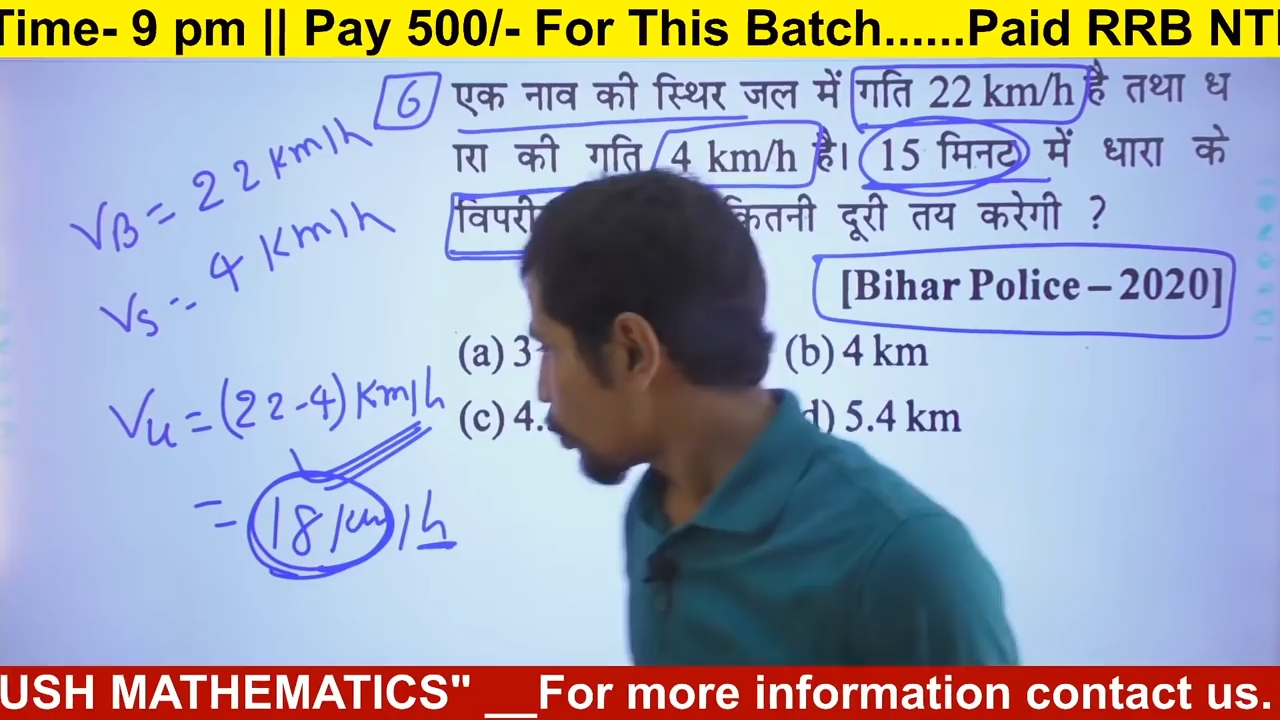 Time- 9 pm || Pay 500/- For This Batch......Paid RRB NT
6 एक नाव की स्थिर जल में गति 22 km/h है तथा ध
ारा की गति 4 km/h है। 15 मिनट में धारा के
कितनी दूरी तय करेगी ?
[Bihar Police – 2020]
(a) 3
(b) 4 km
(c) 4.
(d) 5.4 km
VB = 22 km/h
VS = 4 km/h
Vu = (22-4) km/h
= 18 km/h
USH MATHEMATICS" __For more information contact us.